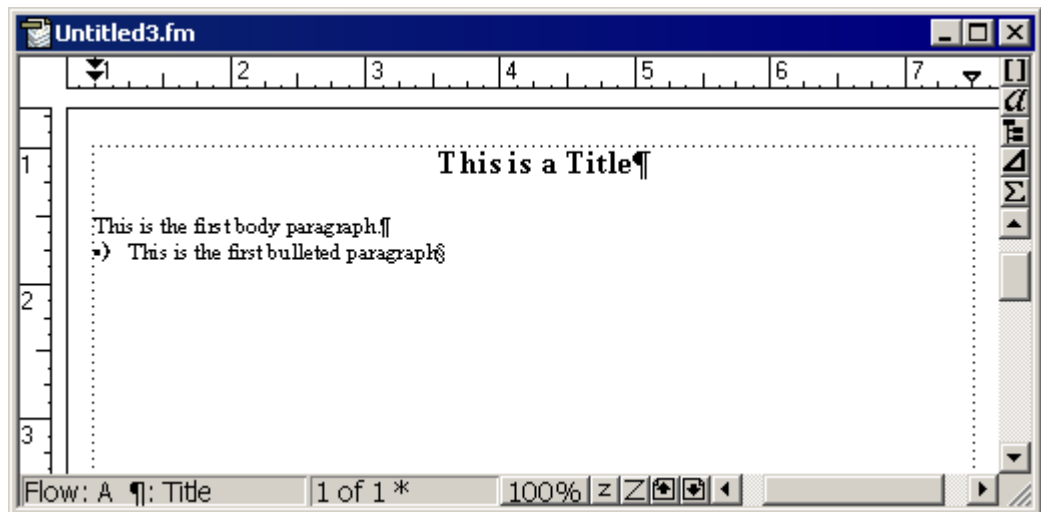 Untitled3.fm
1 2 3 4 5 6 7
1
This is a Title¶
This is the first body paragraph.¶
•) This is the first bulleted paragraph§
2
3
Flow: A ¶: Title 1 of 1 * 100% z Z